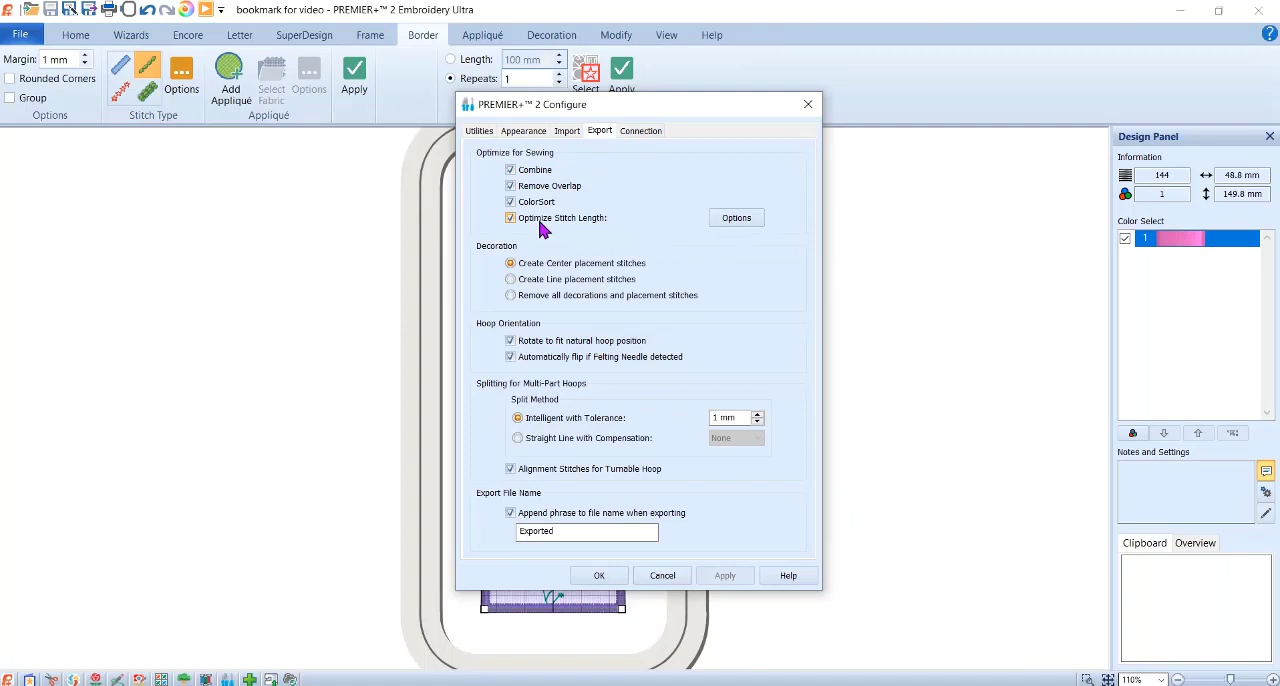 bookmark for video - PREMIER+™ 2 Embroidery Ultra
File Home Wizards Encore Letter SuperDesign Frame Border Appliqué Decoration Modify View Help
Margin: 1 mm
Rounded Corners
Group
Options
Options
Stitch Type
Add Appliqué
Select Fabric
Options
Appliqué
Apply
Length: 100 mm
Repeats: 1
Select
Apply
PREMIER+™ 2 Configure
Utilities Appearance Import Export Connection
Optimize for Sewing
Combine
Remove Overlap
ColorSort
Optimize Stitch Length:
Options
Decoration
Create Center placement stitches
Create Line placement stitches
Remove all decorations and placement stitches
Hoop Orientation
Rotate to fit natural hoop position
Automatically flip if Felting Needle detected
Splitting for Multi-Part Hoops
Split Method
Intelligent with Tolerance: 1 mm
Straight Line with Compensation: None
Alignment Stitches for Turnable Hoop
Export File Name
Append phrase to file name when exporting
Exported
OK Cancel Apply Help
Design Panel
Information
144 48.8 mm
1 149.8 mm
Color Select
1
Notes and Settings
Clipboard Overview
110%